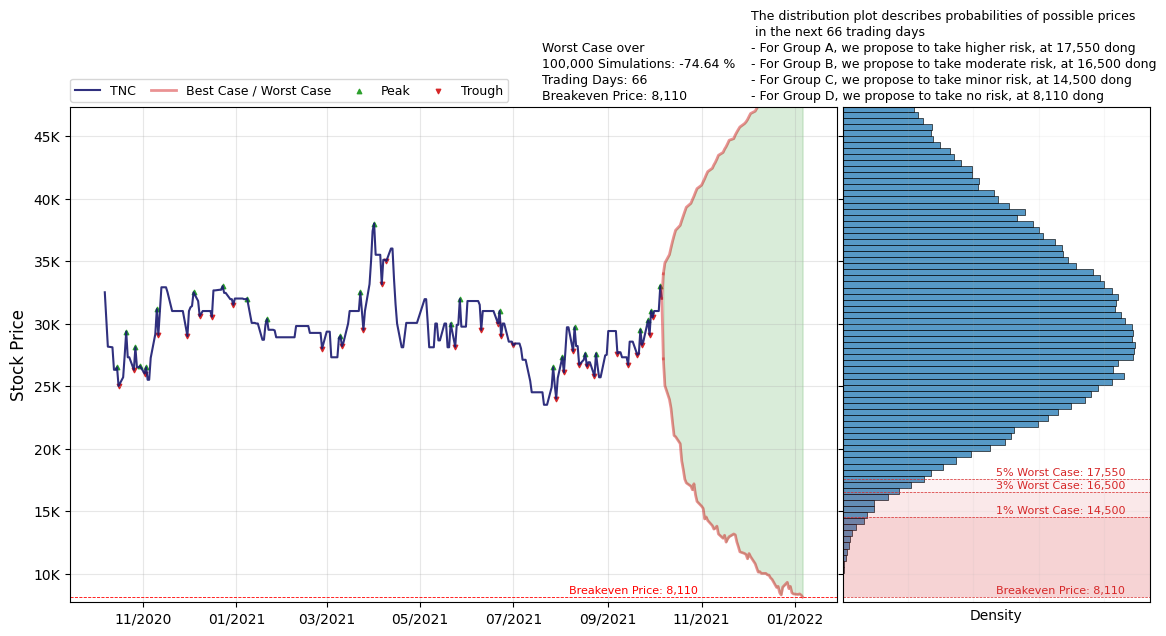 The distribution plot describes probabilities of possible prices
in the next 66 trading days
- For Group A, we propose to take higher risk, at 17,550 dong
- For Group B, we propose to take moderate risk, at 16,500 dong
- For Group C, we propose to take minor risk, at 14,500 dong
- For Group D, we propose to take no risk, at 8,110 dong
Worst Case over
100,000 Simulations: -74.64 %
Trading Days: 66
Breakeven Price: 8,110
TNC
Best Case / Worst Case
Peak
Trough
Stock Price
45K
40K
35K
30K
25K
20K
15K
10K
Breakeven Price: 8,110
11/2020
01/2021
03/2021
05/2021
07/2021
09/2021
11/2021
01/2022
5% Worst Case: 17,550
3% Worst Case: 16,500
1% Worst Case: 14,500
Breakeven Price: 8,110
Density